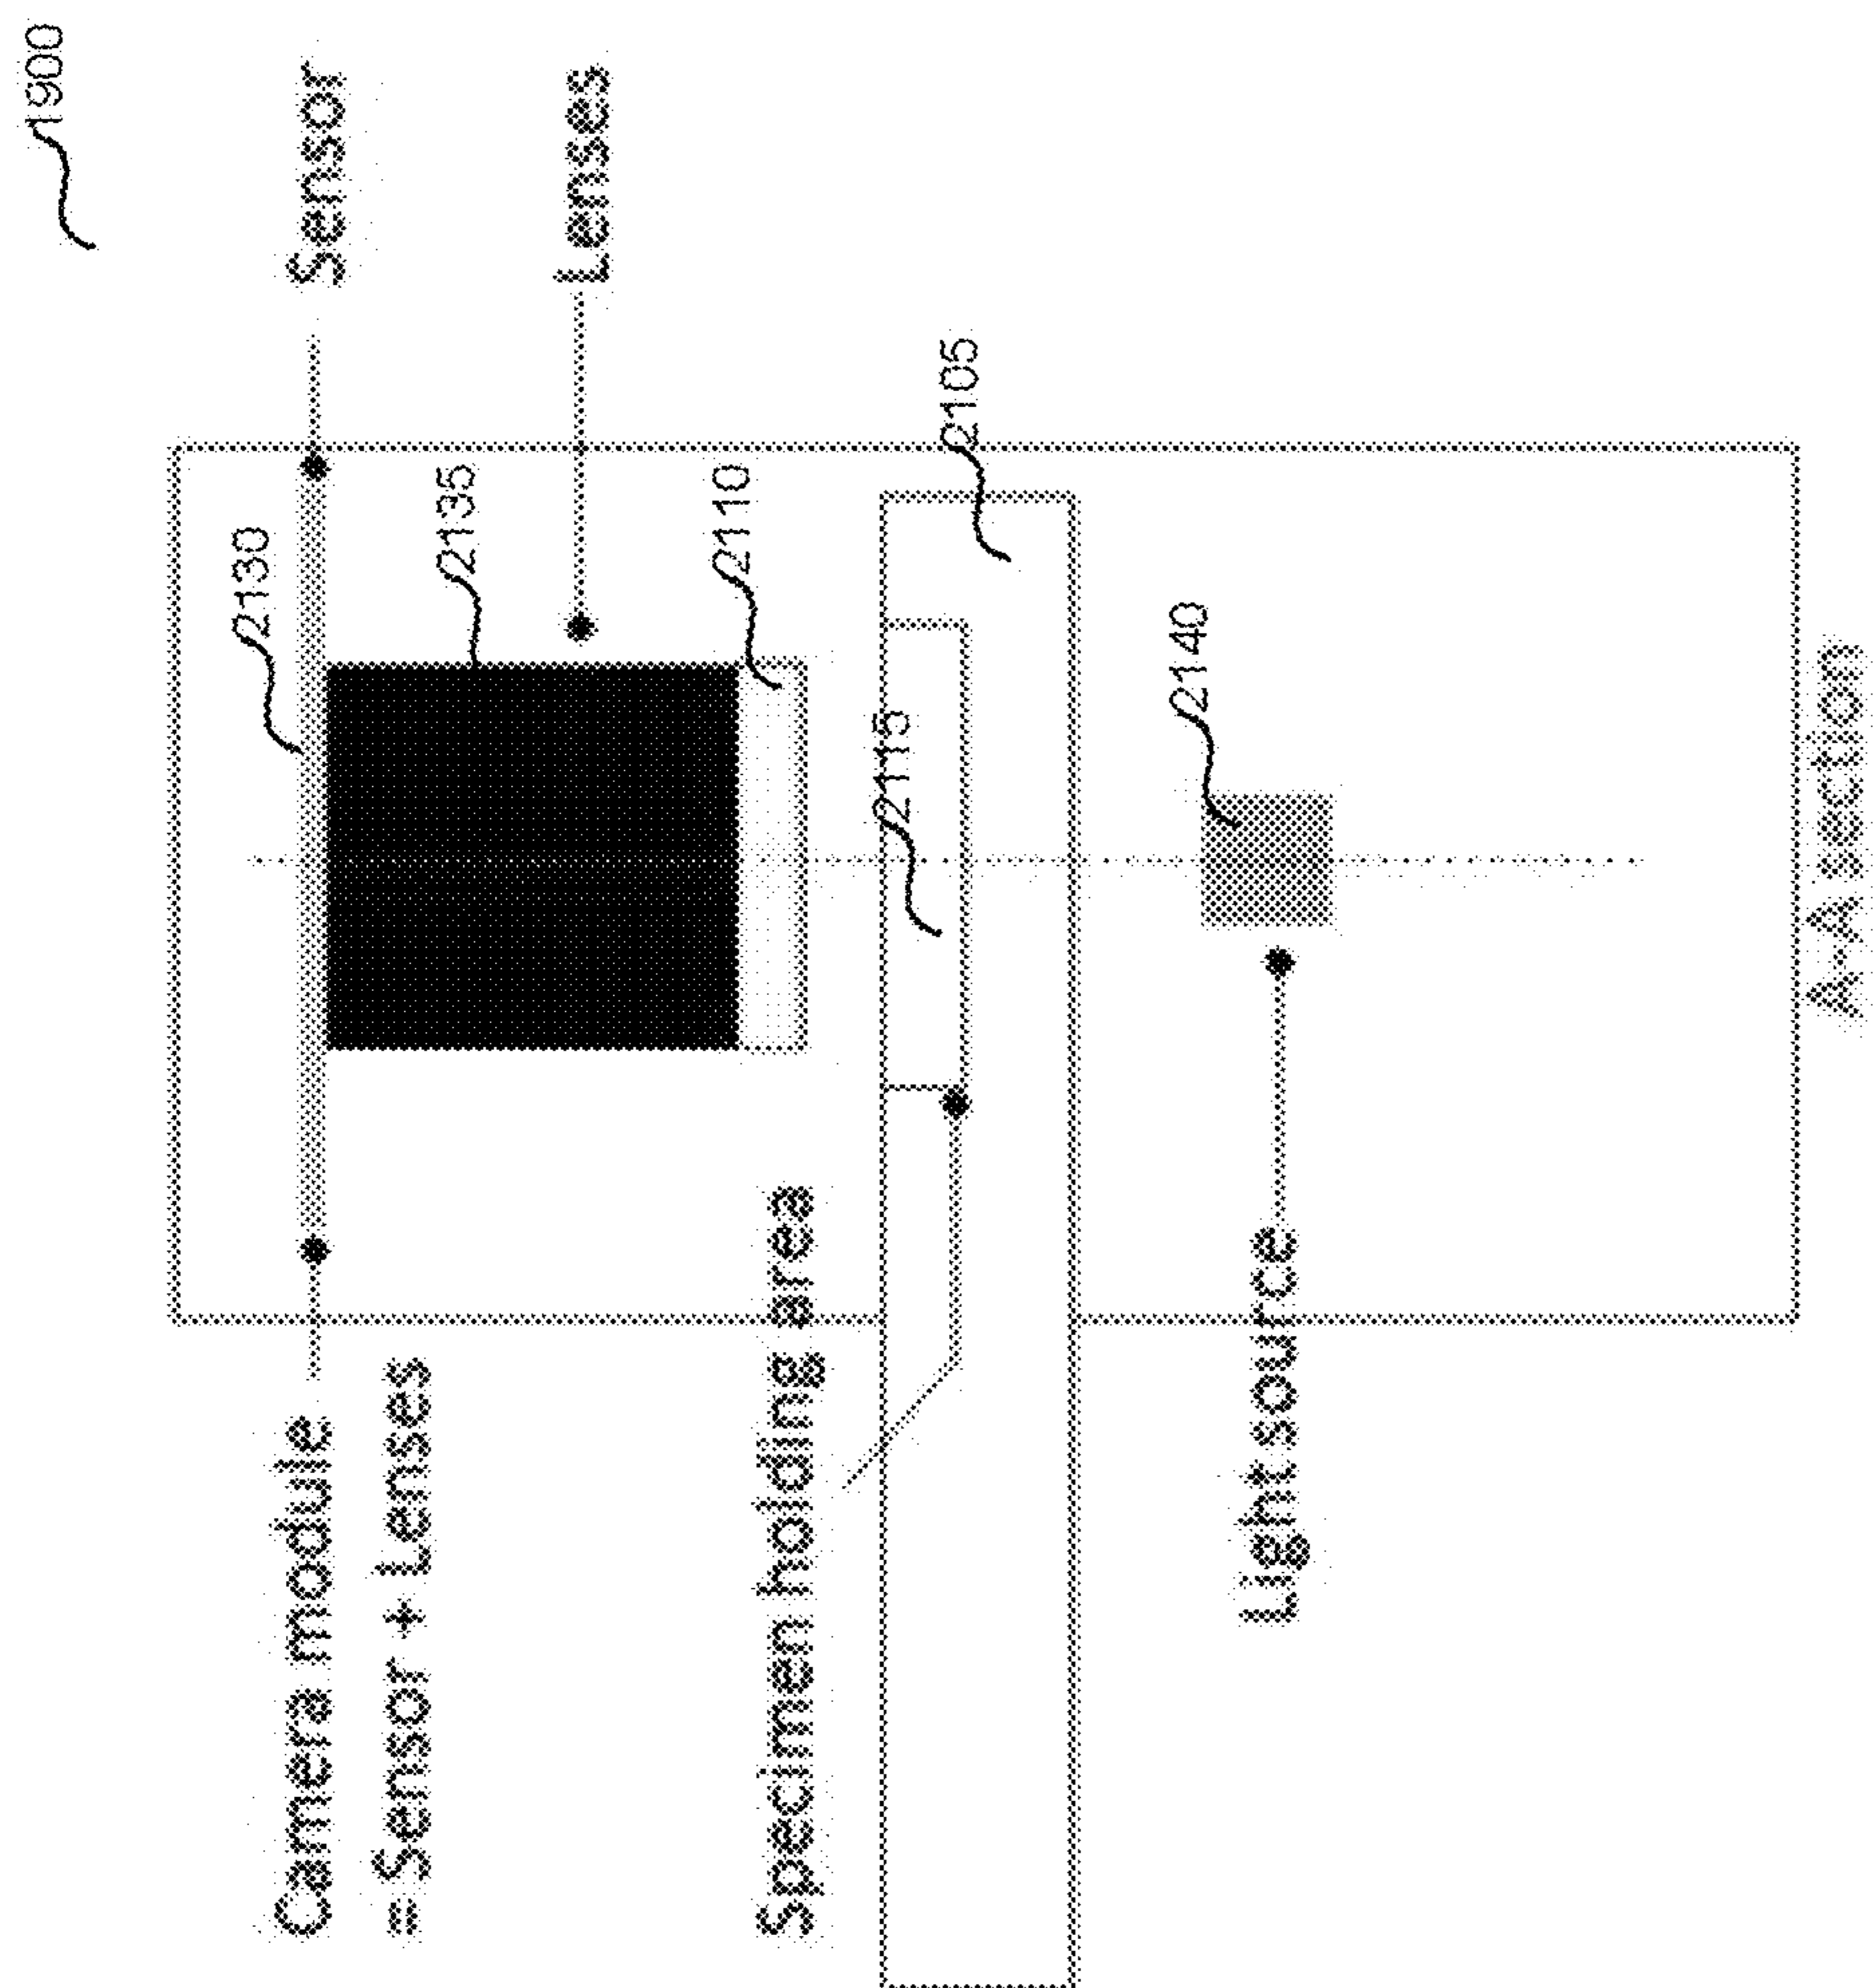 1900
Sensor
Lenses
2130
2135
2110
2105
2115
2140
Camera module
= Sensor + Lenses
Specimen holding area
Light source
A-A section